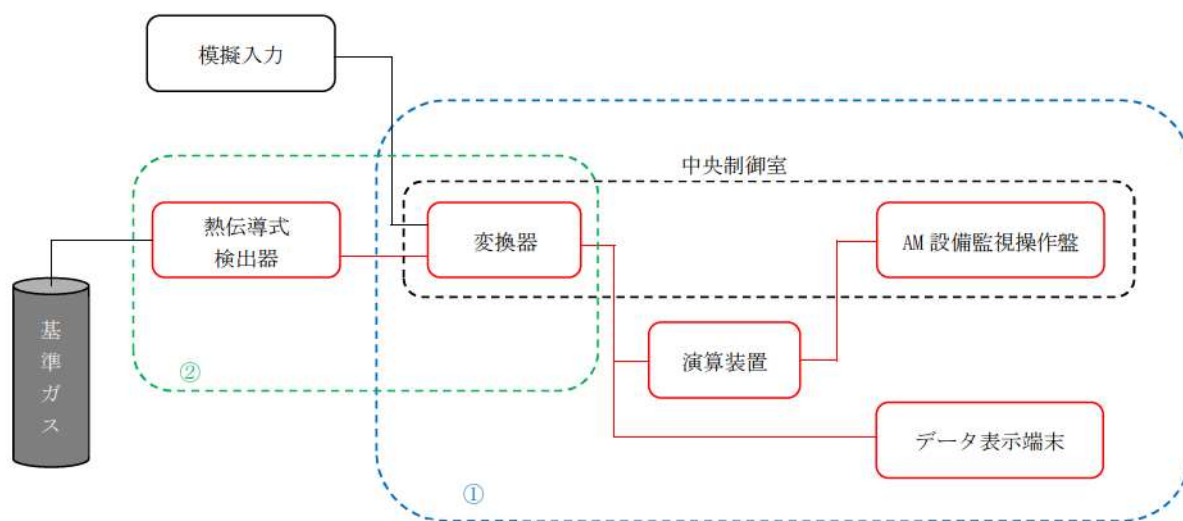 模擬入力
中央制御室
熱伝導式
検出器
変換器
AM 設備監視操作盤
基
準
ガ
ス
②
演算装置
データ表示端末
①